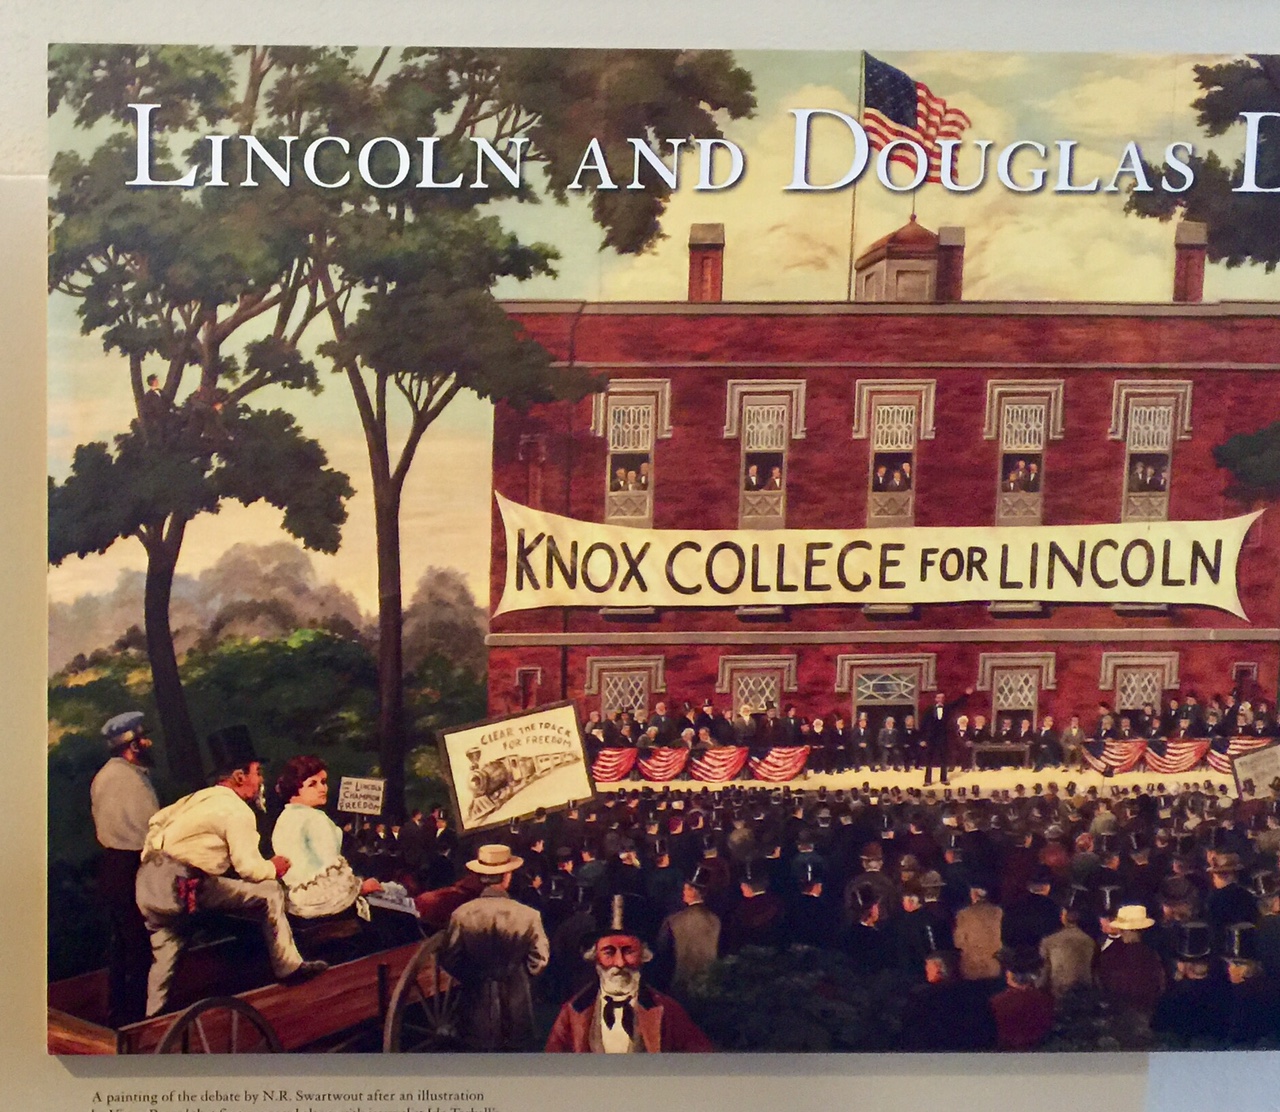 LINCOLN AND DOUGLAS D
KNOX COLLEGE FOR LINCOLN
CLEAR THE TRACK
FOR FREEDOM
LINCOLN
CHAMPION
FREEDOM
A painting of the debate by N.R. Swartwout after an illustration